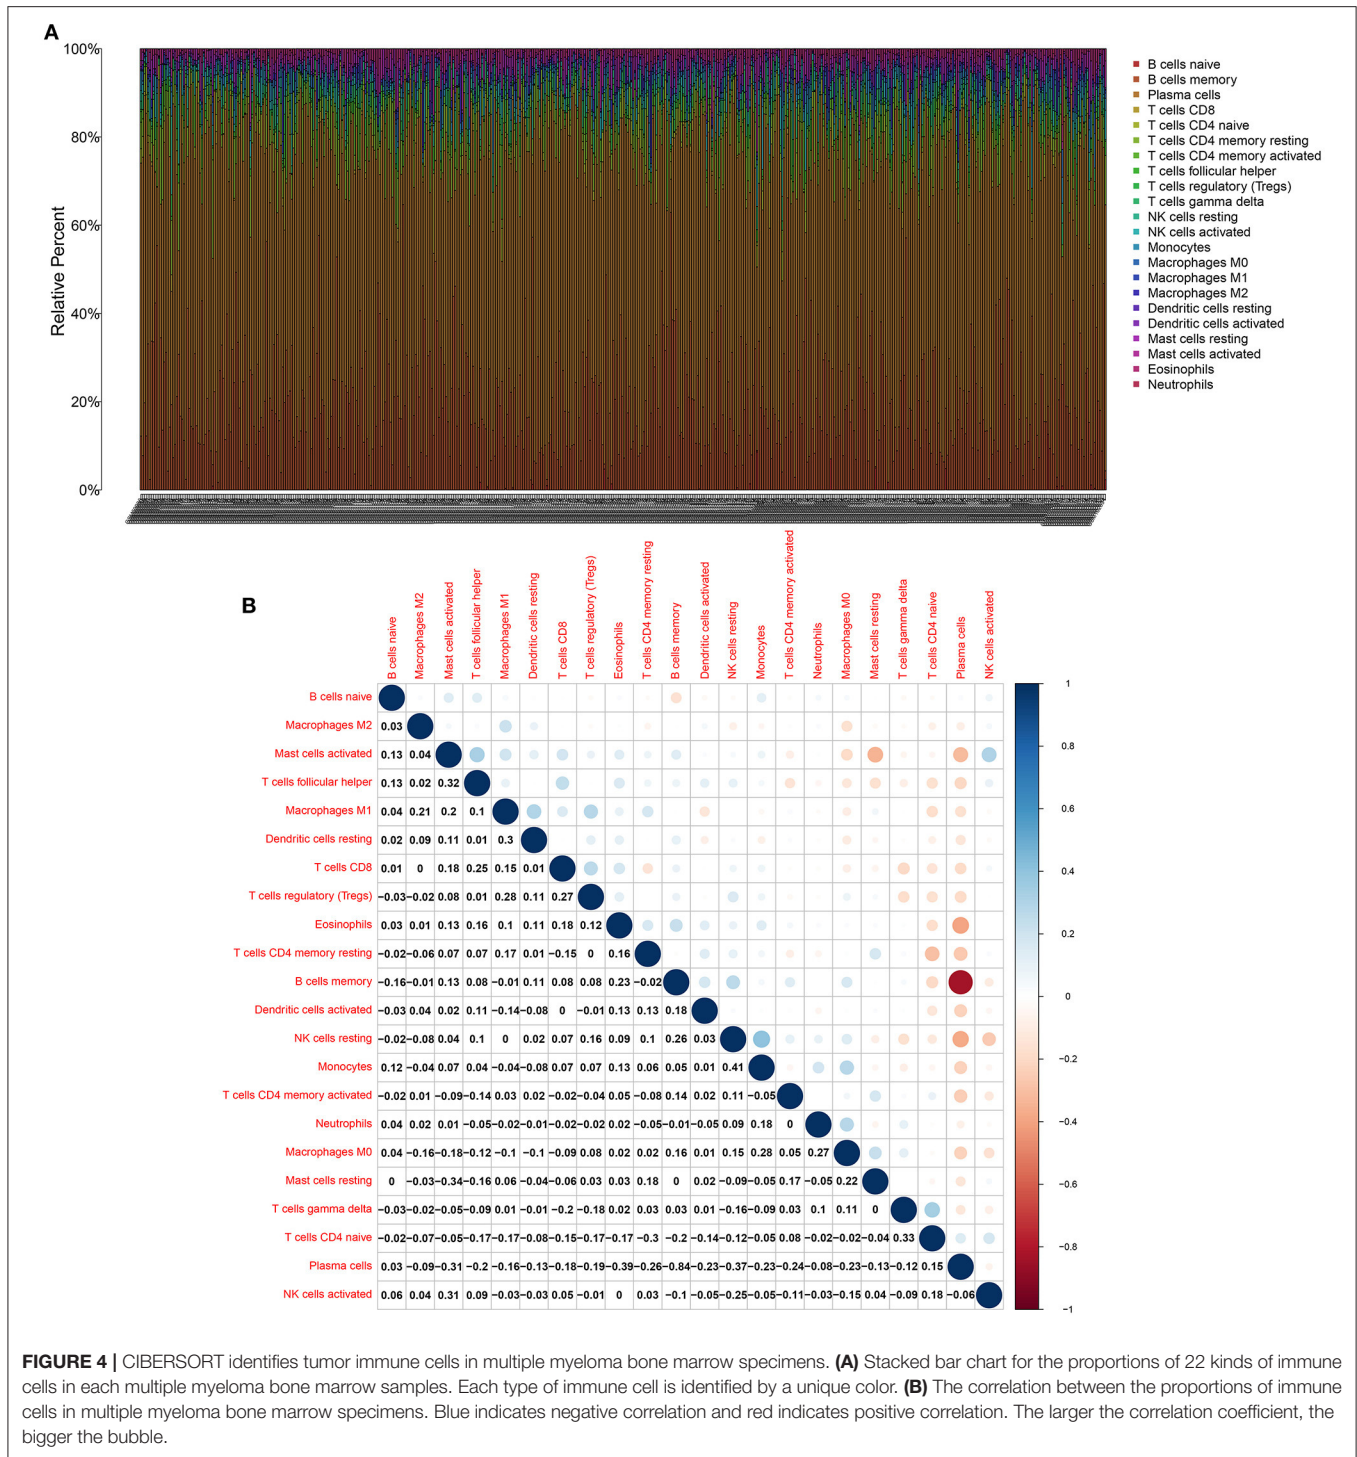 A
100%
80%
60%
40%
20%
0%
Relative Percent
B cells naive
B cells memory
Plasma cells
T cells CD8
T cells CD4 naive
T cells CD4 memory resting
T cells CD4 memory activated
T cells follicular helper
T cells regulatory (Tregs)
T cells gamma delta
NK cells resting
NK cells activated
Monocytes
Macrophages M0
Macrophages M1
Macrophages M2
Dendritic cells resting
Dendritic cells activated
Mast cells resting
Mast cells activated
Eosinophils
Neutrophils
B
B cells naive
Macrophages M2
Mast cells activated
T cells follicular helper
Macrophages M1
Dendritic cells resting
T cells CD8
T cells regulatory (Tregs)
Eosinophils
T cells CD4 memory resting
B cells memory
Dendritic cells activated
NK cells resting
Monocytes
T cells CD4 memory activated
Neutrophils
Macrophages M0
Mast cells resting
T cells gamma delta
T cells CD4 naive
Plasma cells
NK cells activated
B cells naive
Macrophages M2 0.03
Mast cells activated 0.13 0.04
T cells follicular helper 0.13 0.02 0.32
Macrophages M1 0.04 0.21 0.2 0.1
Dendritic cells resting 0.02 0.09 0.11 0.01 0.3
T cells CD8 0.01 0 0.18 0.25 0.15 0.01
T cells regulatory (Tregs) −0.03 −0.02 0.08 0.01 0.28 0.11 0.27
Eosinophils 0.03 0.01 0.13 0.16 0.1 0.11 0.18 0.12
T cells CD4 memory resting −0.02 −0.06 0.07 0.07 0.17 0.01 −0.15 0 0.16
B cells memory −0.16 −0.01 0.13 0.08 −0.01 0.11 0.08 0.08 0.23 −0.02
Dendritic cells activated −0.03 0.04 0.02 0.11 −0.14 −0.08 0 −0.01 0.13 0.13 0.18
NK cells resting −0.02 −0.08 0.04 0.1 0 0.02 0.07 0.16 0.09 0.1 0.26 0.03
Monocytes 0.12 −0.04 0.07 0.04 −0.04 −0.08 0.07 0.07 0.13 0.06 0.05 0.01 0.41
T cells CD4 memory activated −0.02 0.01 −0.09 −0.14 0.03 0.02 −0.02 −0.04 0.05 −0.08 0.14 0.02 0.11 −0.05
Neutrophils 0.04 0.02 0.01 −0.05 −0.02 −0.01 −0.02 −0.02 0.02 −0.05 −0.01 −0.05 0.09 0.18 0
Macrophages M0 0.04 −0.16 −0.18 −0.12 −0.1 −0.1 −0.09 0.08 0.02 0.02 0.16 0.01 0.15 0.28 0.05 0.27
Mast cells resting 0 −0.03 −0.34 −0.16 0.06 −0.04 −0.06 0.03 0.03 0.18 0 0.02 −0.09 −0.05 0.17 −0.05 0.22
T cells gamma delta −0.03 −0.02 −0.05 −0.09 0.01 −0.01 −0.2 −0.18 0.02 0.03 0.03 0.01 −0.16 −0.09 0.03 0.1 0.11 0
T cells CD4 naive −0.02 −0.07 −0.05 −0.17 −0.17 −0.08 −0.15 −0.17 −0.17 −0.3 −0.2 −0.14 −0.12 −0.05 0.08 −0.02 −0.02 −0.04 0.33
Plasma cells 0.03 −0.09 −0.31 −0.2 −0.16 −0.13 −0.18 −0.19 −0.39 −0.26 −0.84 −0.23 −0.37 −0.23 −0.24 −0.08 −0.23 −0.13 −0.12 0.15
NK cells activated 0.06 0.04 0.31 0.09 −0.03 −0.03 0.05 −0.01 0 0.03 −0.1 −0.05 −0.25 −0.05 −0.11 −0.03 −0.15 0.04 −0.09 0.18 −0.06
1
0.8
0.6
0.4
0.2
0
−0.2
−0.4
−0.6
−0.8
−1
FIGURE 4 | CIBERSORT identifies tumor immune cells in multiple myeloma bone marrow specimens. (A) Stacked bar chart for the proportions of 22 kinds of immune
cells in each multiple myeloma bone marrow samples. Each type of immune cell is identified by a unique color. (B) The correlation between the proportions of immune
cells in multiple myeloma bone marrow specimens. Blue indicates negative correlation and red indicates positive correlation. The larger the correlation coefficient, the
bigger the bubble.